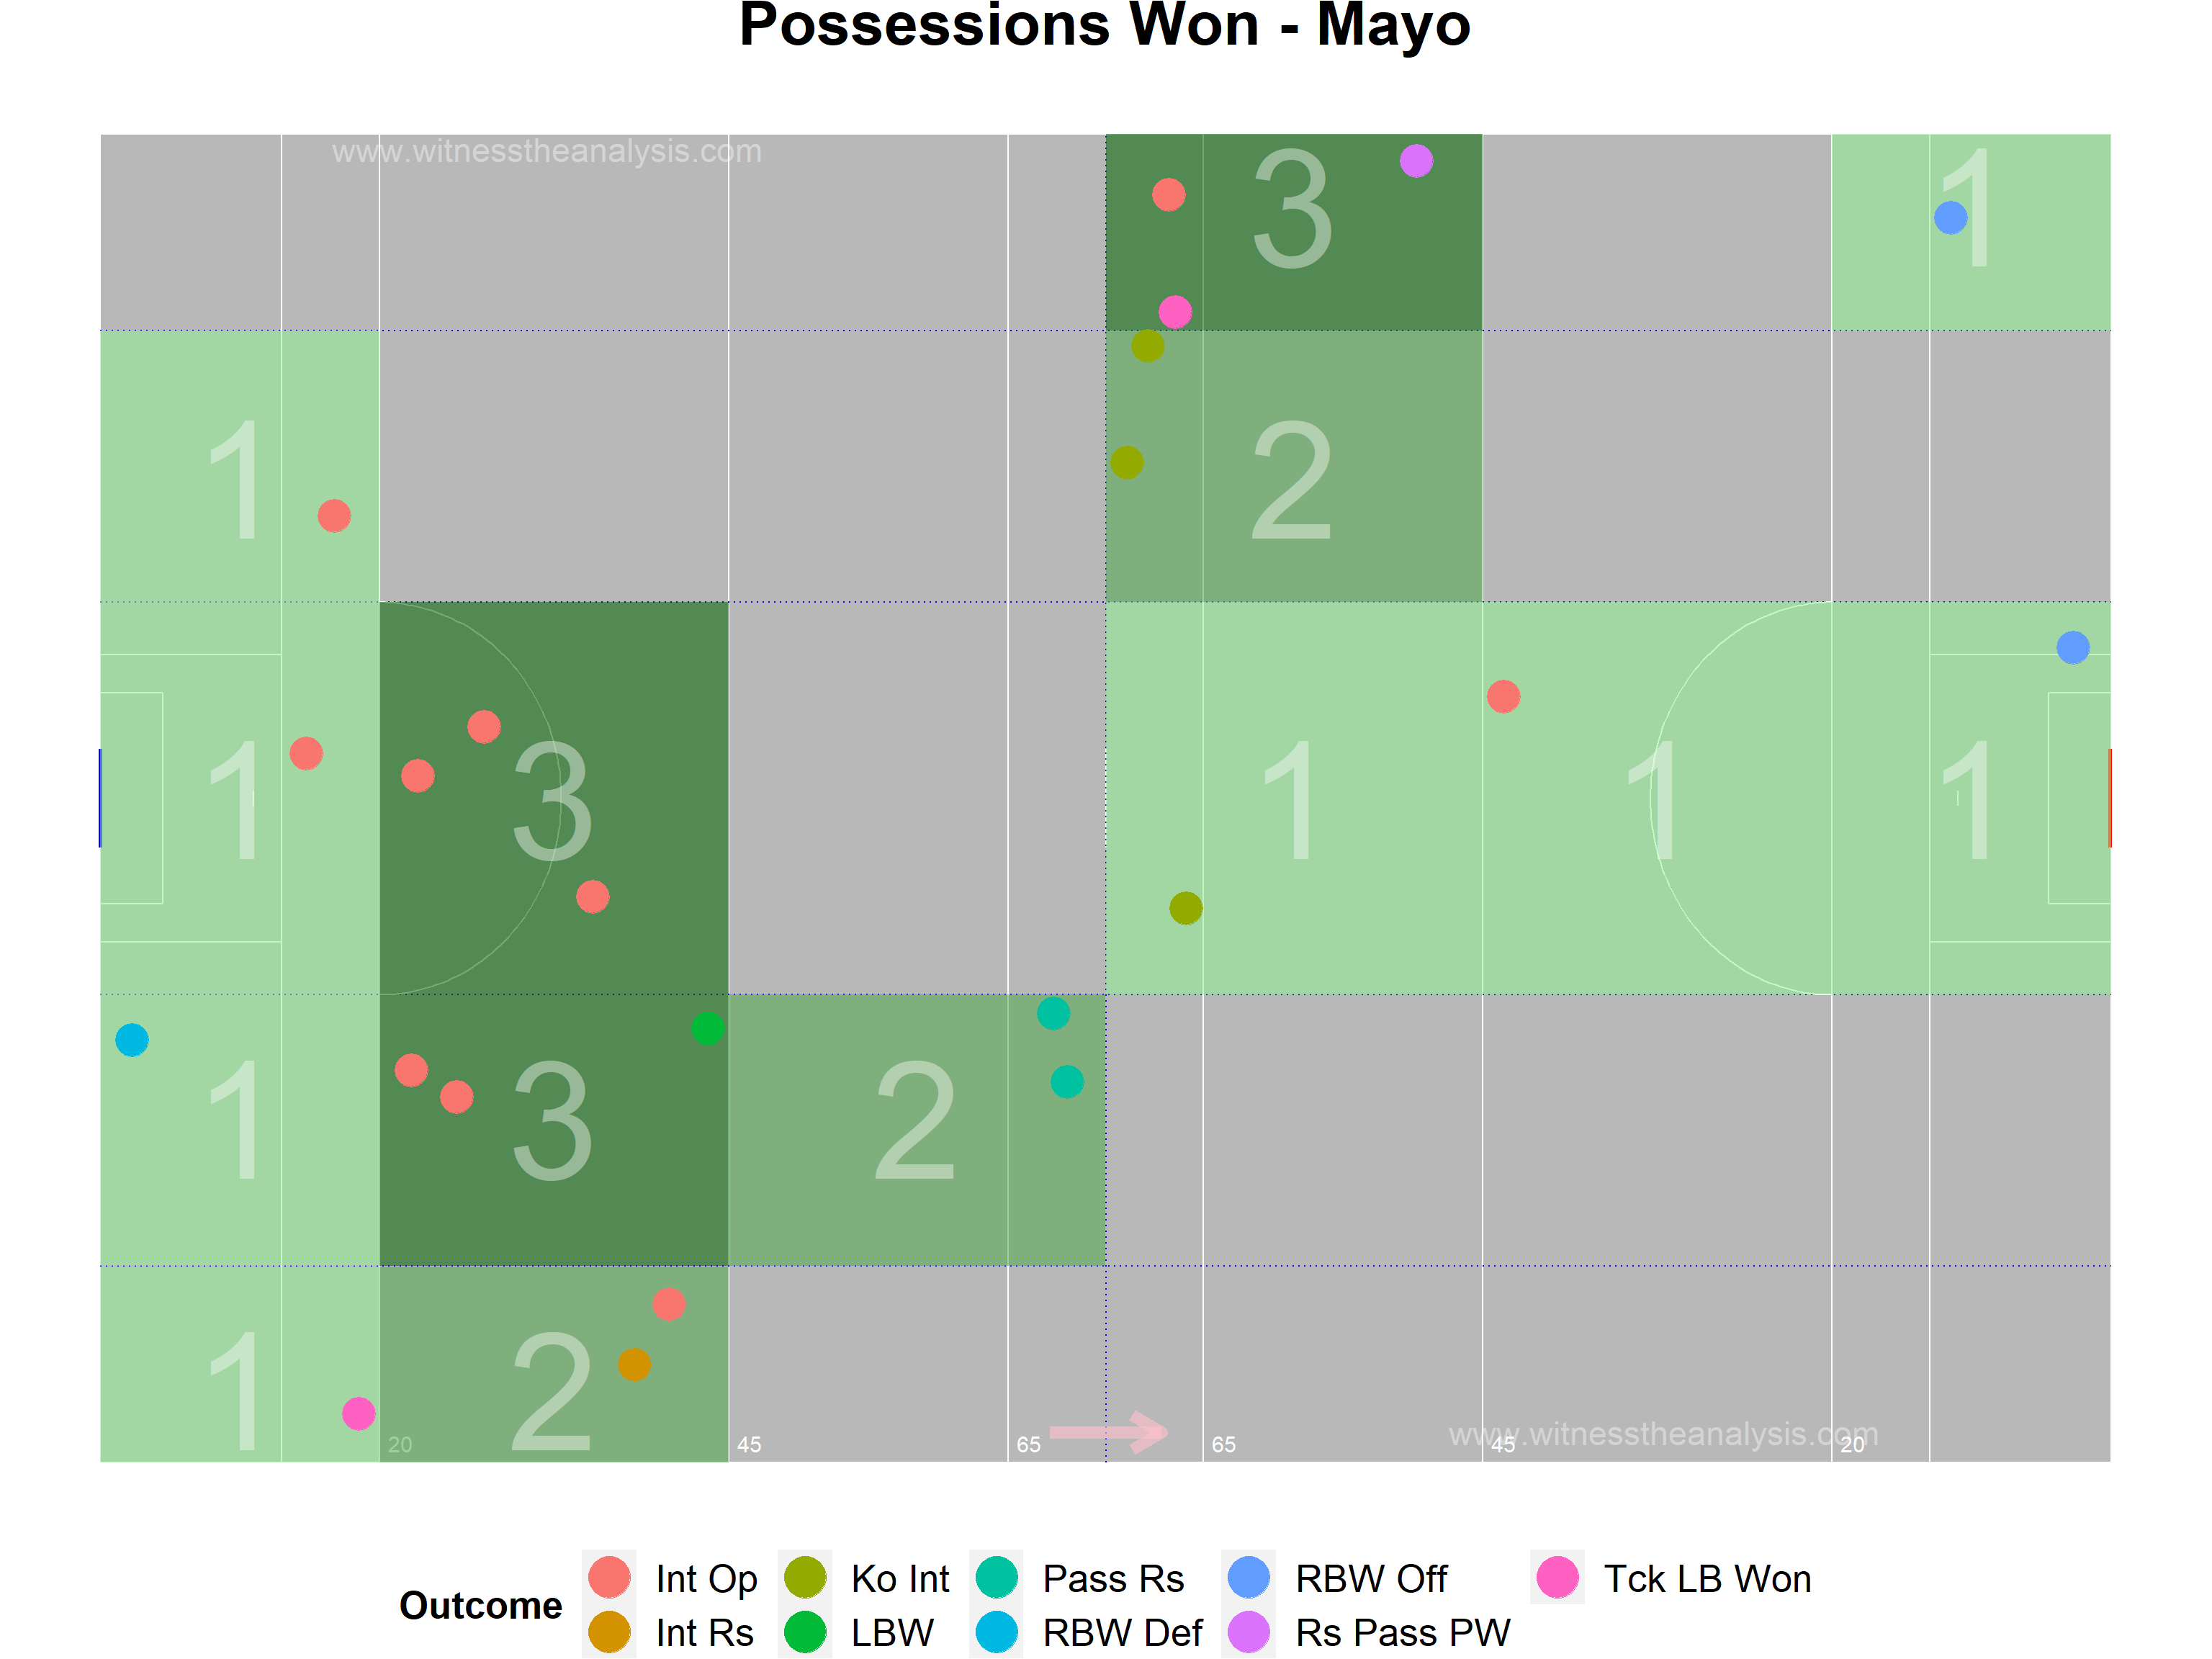 Possessions Won - Mayo
www.witnesstheanalysis.com
3
1
1
2
1
3
1
1
1
1
3
2
1
2
20
45
65
65
45
20
www.witnesstheanalysis.com
Outcome
Int Op
Ko Int
Pass Rs
RBW Off
Tck LB Won
Int Rs
LBW
RBW Def
Rs Pass PW